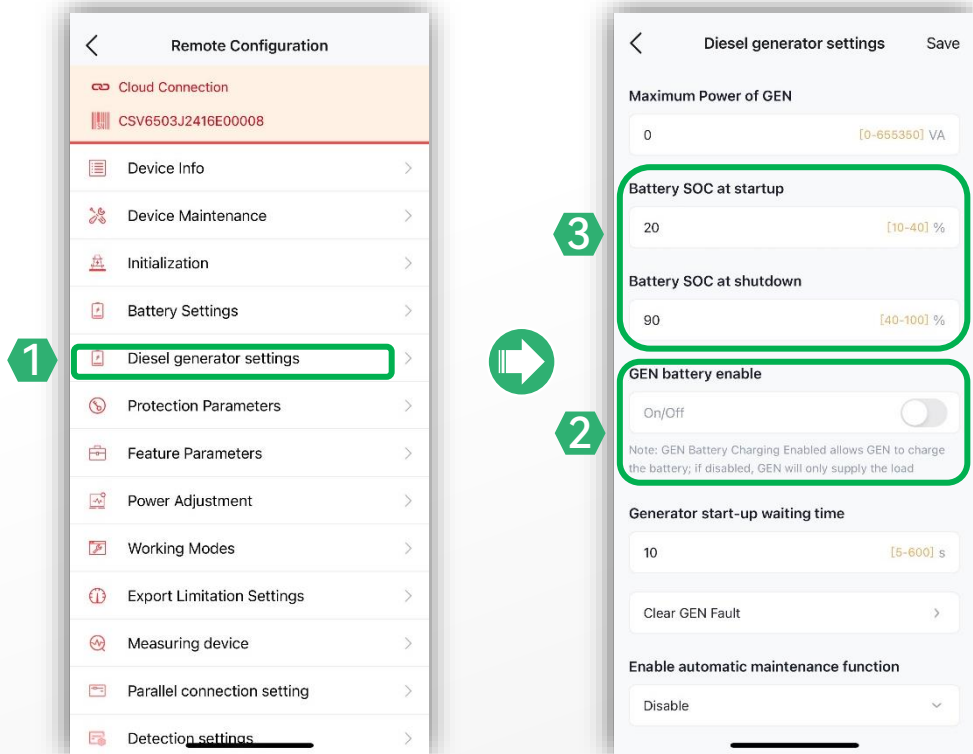 Remote Configuration
Cloud Connection
CSV6503J2416E00008
Device Info
Device Maintenance
Initialization
Battery Settings
1
Diesel generator settings
Protection Parameters
Feature Parameters
Power Adjustment
Working Modes
Export Limitation Settings
Measuring device
Parallel connection setting
Detection settings
Diesel generator settings Save
Maximum Power of GEN
0 [0-655350] VA
3
Battery SOC at startup
20 [10-40] %
Battery SOC at shutdown
90 [40-100] %
2
GEN battery enable
On/Off
Note: GEN Battery Charging Enabled allows GEN to charge
the battery; if disabled, GEN will only supply the load
Generator start-up waiting time
10 [5-600] s
Clear GEN Fault
Enable automatic maintenance function
Disable